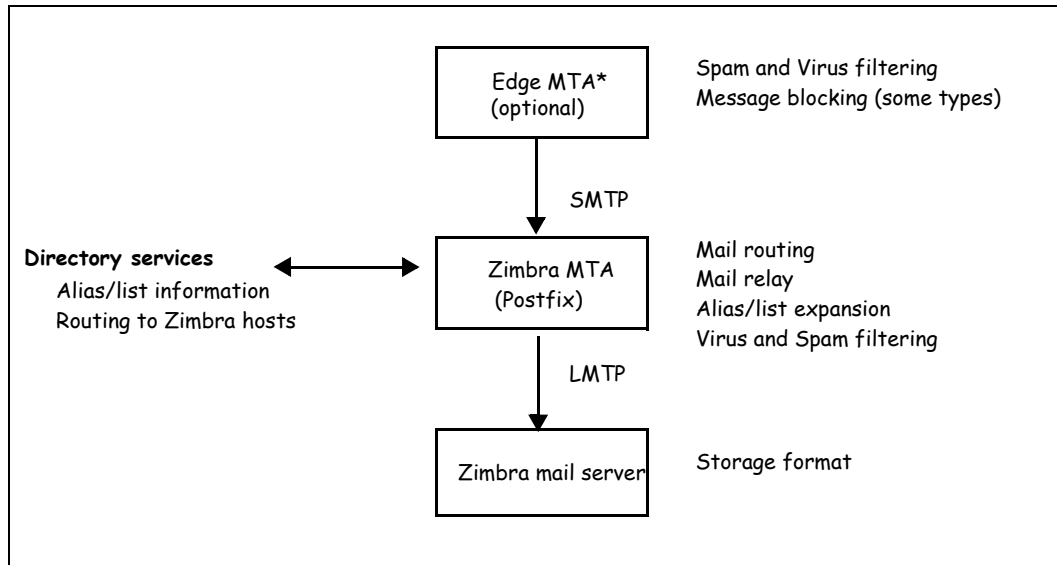 Edge MTA*
(optional)
Spam and Virus filtering
Message blocking (some types)
SMTP
Directory services
Alias/list information
Routing to Zimbra hosts
Zimbra MTA
(Postfix)
Mail routing
Mail relay
Alias/list expansion
Virus and Spam filtering
LMTP
Zimbra mail server
Storage format